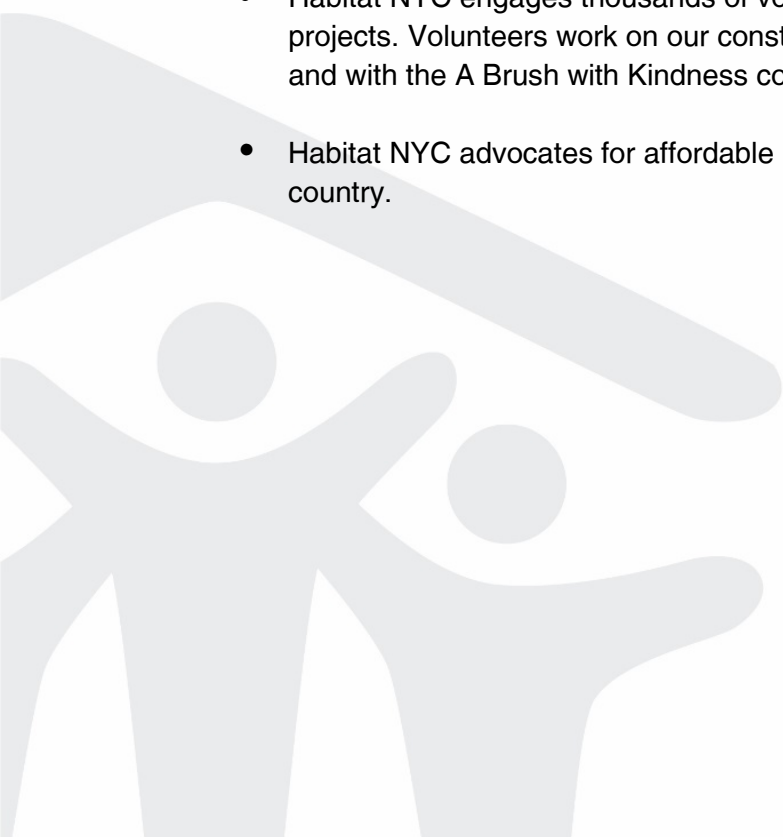 Habitat NYC engages thousands of
projects. Volunteers work on our
and with the A Brush with Kindness
• Habitat NYC advocates for affordable
country.